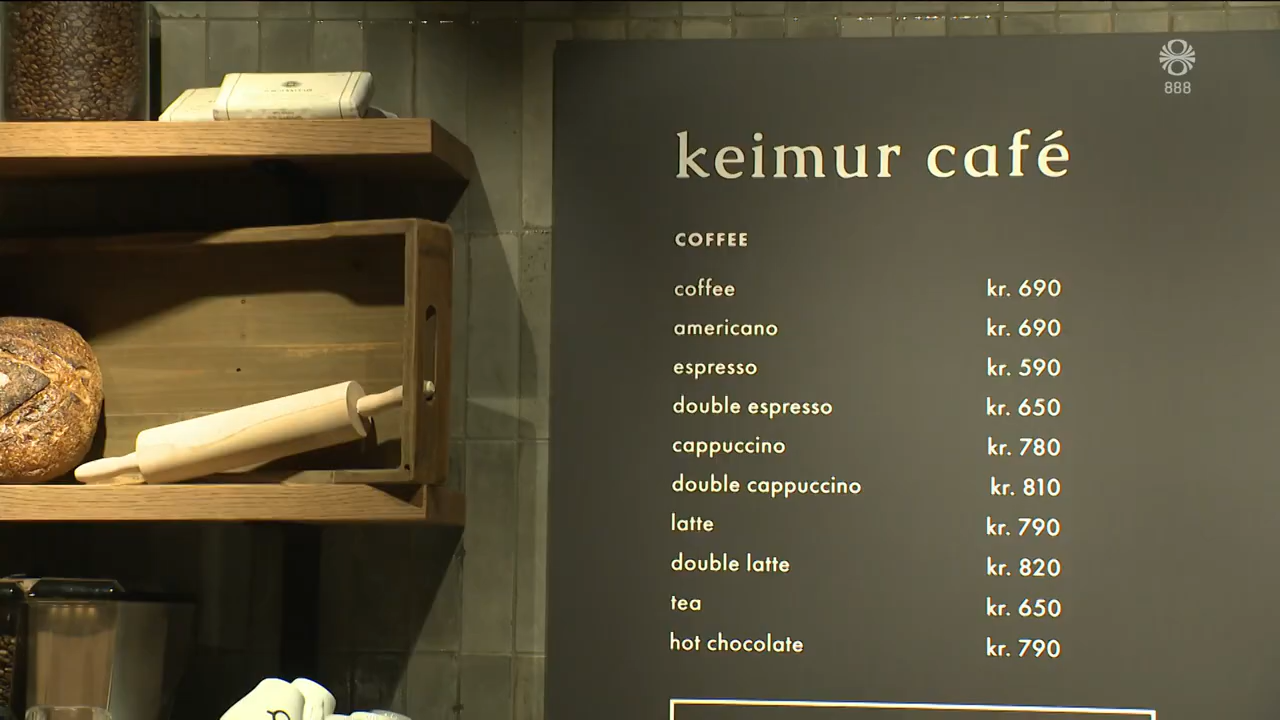 888
keimur café
COFFEE
coffee kr. 690
americano kr. 690
espresso kr. 590
double espresso kr. 650
cappuccino kr. 780
double cappuccino kr. 810
latte kr. 790
double latte kr. 820
tea kr. 650
hot chocolate kr. 790